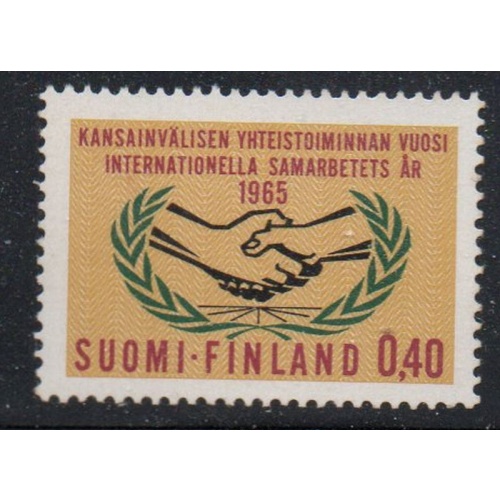 KANSAINVÄLISEN YHTEISTOIMINNAN VUOSI
INTERNATIONELLA SAMARBETETS ÅR
1965
SUOMI·FINLAND 0,40